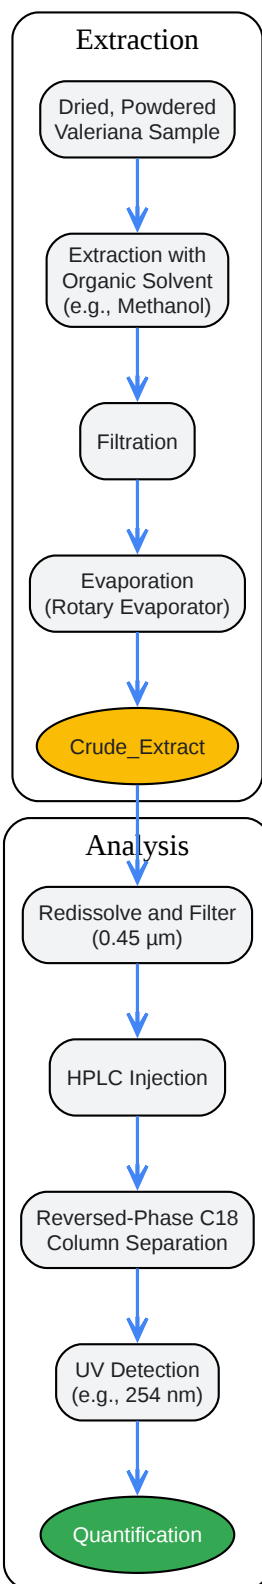 Extraction
Dried, Powdered
Valeriana Sample
Extraction with
Organic Solvent
(e.g., Methanol)
Filtration
Evaporation
(Rotary Evaporator)
Crude_Extract
Analysis
Redissolve and Filter
(0.45 µm)
HPLC Injection
Reversed-Phase C18
Column Separation
UV Detection
(e.g., 254 nm)
Quantification